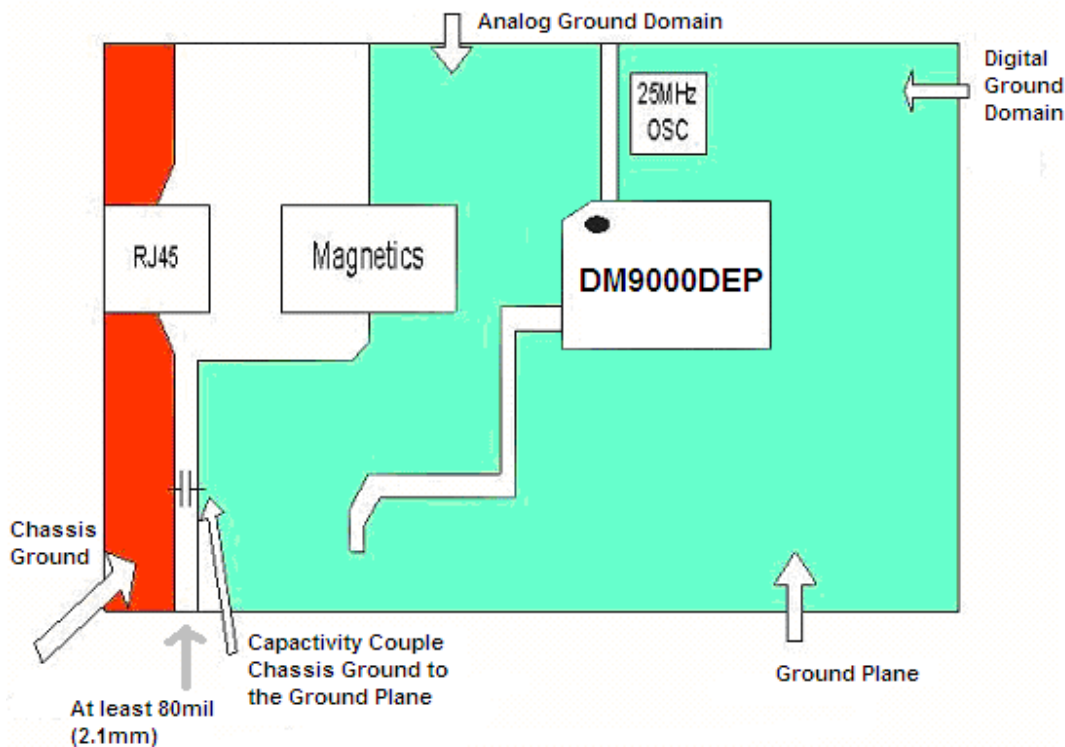 Analog Ground Domain
Digital
Ground
Domain
25MHz
OSC
RJ45
Magnetics
DM9000DEP
Chassis
Ground
Capactivity Couple
Chassis Ground to
the Ground Plane
Ground Plane
At least 80mil
(2.1mm)